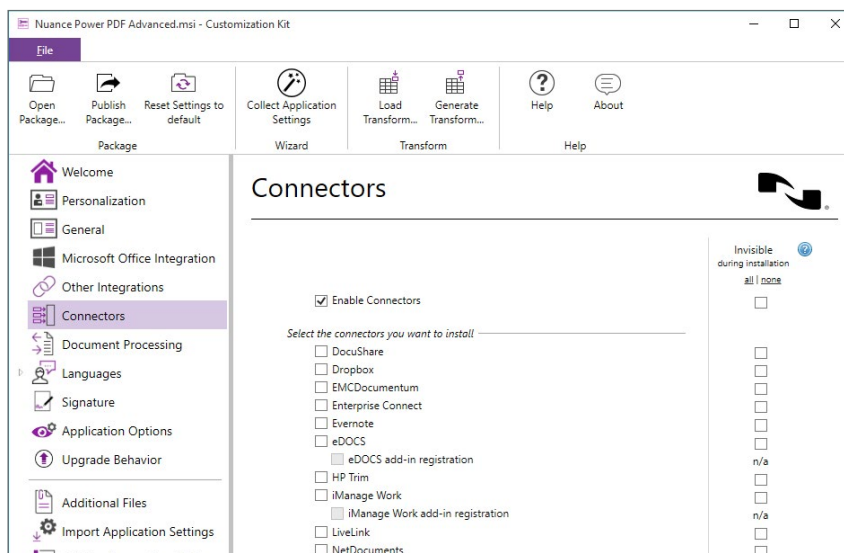 Nuance Power PDF Advanced.msi - Customization Kit
File
Open Package...
Publish Package...
Reset Settings to default
Package
Collect Application Settings
Wizard
Load Transform...
Generate Transform...
Transform
Help
About
Help
Welcome
Personalization
General
Microsoft Office Integration
Other Integrations
Connectors
Document Processing
Languages
Signature
Application Options
Upgrade Behavior
Additional Files
Import Application Settings
Connectors
Invisible
during installation
all | none
Enable Connectors
Select the connectors you want to install
DocuShare
Dropbox
EMCDocumentum
Enterprise Connect
Evernote
eDOCS
eDOCS add-in registration n/a
HP Trim
iManage Work
iManage Work add-in registration n/a
LiveLink
NetDocuments